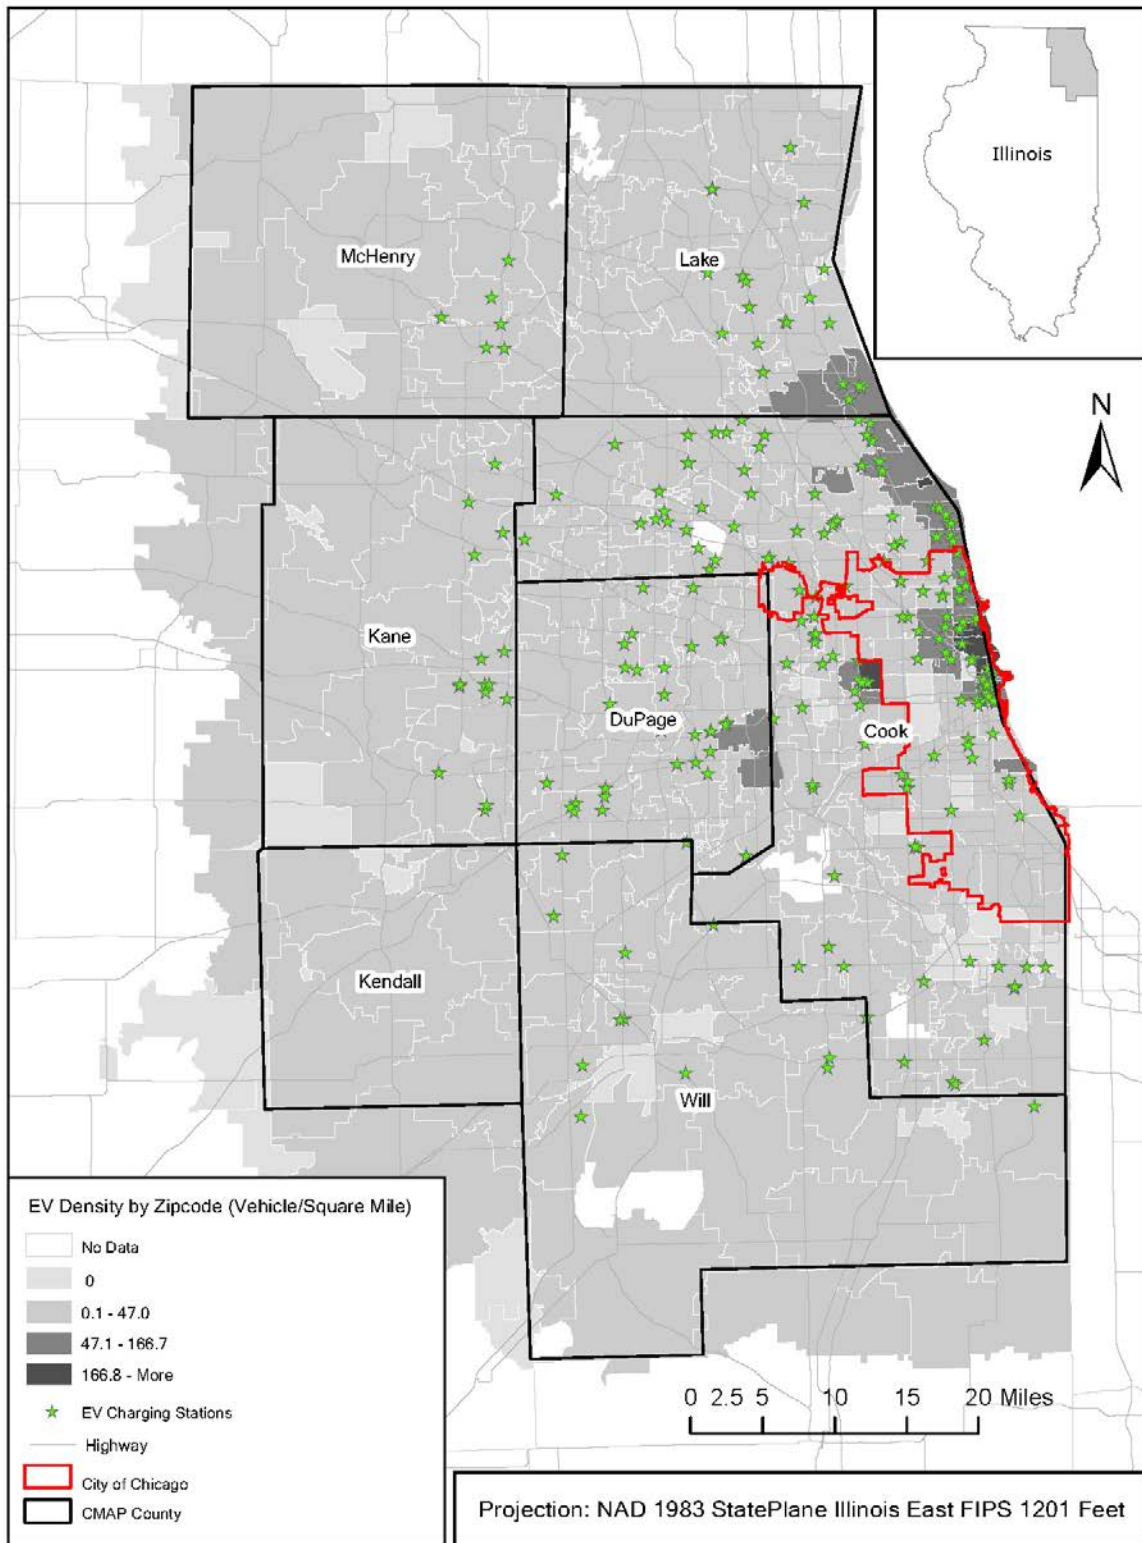 Illinois
McHenry
Lake
N
Kane
DuPage
Cook
Kendall
Will
EV Density by Zipcode (Vehicle/Square Mile)
No Data
0
0.1 - 47.0
47.1 - 166.7
166.8 - More
EV Charging Stations
Highway
City of Chicago
CMAP County
0 2.5 5 10 15 20 Miles
Projection: NAD 1983 StatePlane Illinois East FIPS 1201 Feet